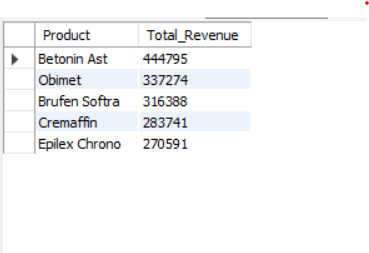 Product Total_Revenue
Betonin Ast 444795
Obimet 337274
Brufen Softra 316388
Cremaffin 283741
Epilex Chrono 270591